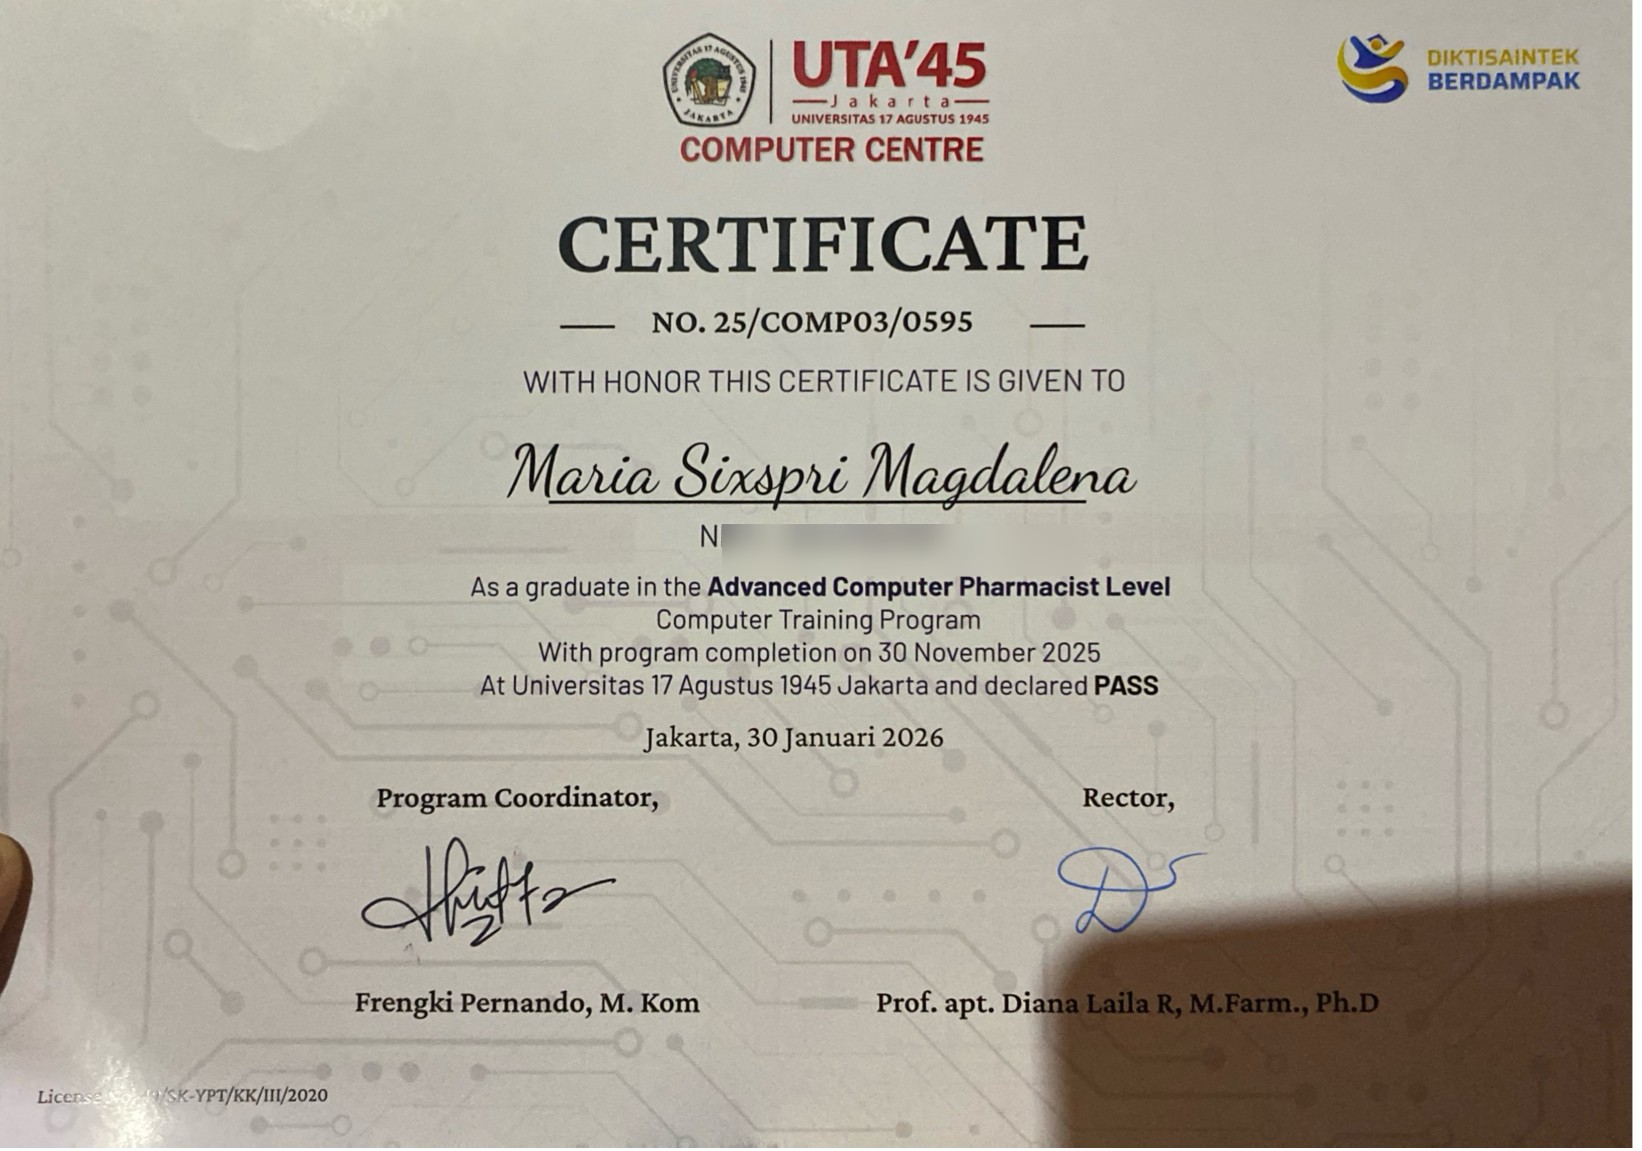 UNIVERSITAS 17 AGUSTUS 1945
JAKARTA
UTA'45
Jakarta
UNIVERSITAS 17 AGUSTUS 1945
COMPUTER CENTRE
DIKTISAINTEK
BERDAMPAK
CERTIFICATE
NO. 25/COMP03/0595
WITH HONOR THIS CERTIFICATE IS GIVEN TO
Maria Sixspri Magdalena
N
As a graduate in the Advanced Computer Pharmacist Level
Computer Training Program
With program completion on 30 November 2025
At Universitas 17 Agustus 1945 Jakarta and declared PASS
Jakarta, 30 Januari 2026
Program Coordinator,
Rector,
Frengki Pernando, M. Kom
Prof. apt. Diana Laila R, M.Farm., Ph.D
License /SK-YPT/KK/III/2020